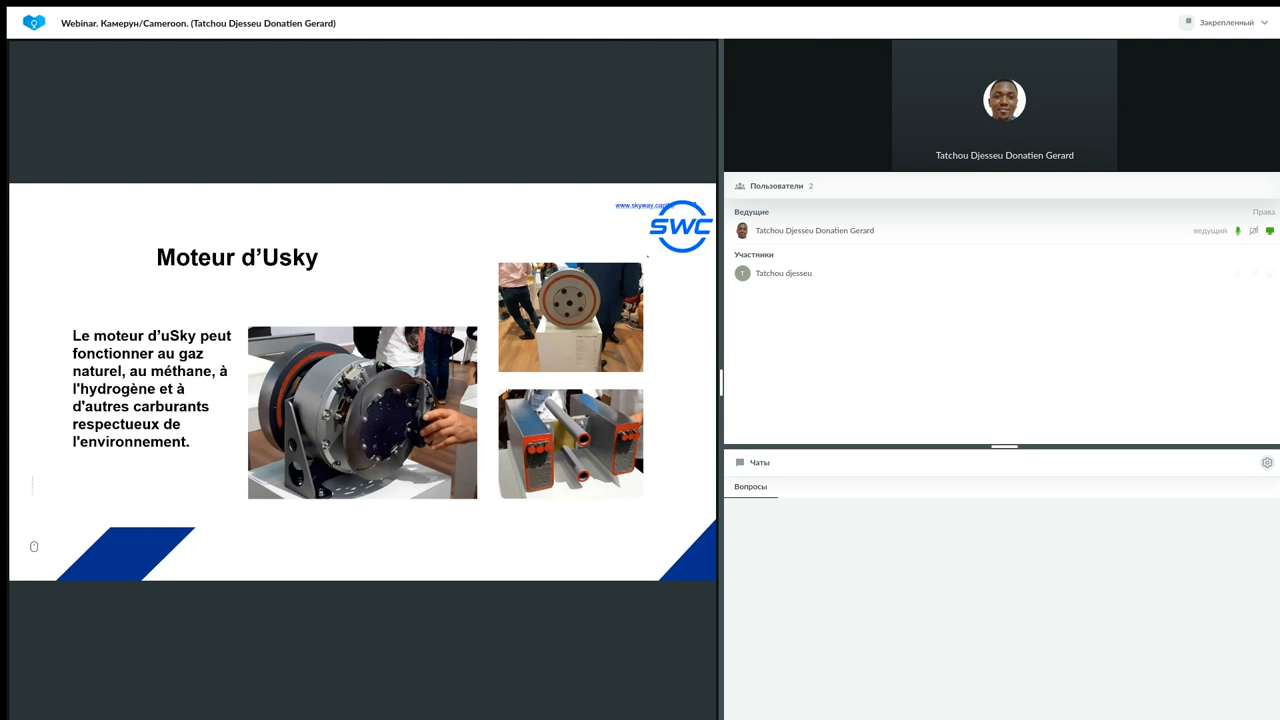 Webinar. Камерун/Cameroon. (Tatchou Djesseu Donatien Gerard)
Закрепленный
www.skyway.capital
SWC
Moteur d’Usky
Le moteur d’uSky peut
fonctionner au gaz
naturel, au méthane, à
l'hydrogène et à
d'autres carburants
respectueux de
l'environnement.
Tatchou Djesseu Donatien Gerard
Пользователи 2
Ведущие Права
Tatchou Djesseu Donatien Gerard ведущий
Участники
T Tatchou djesseu
Чаты
Вопросы